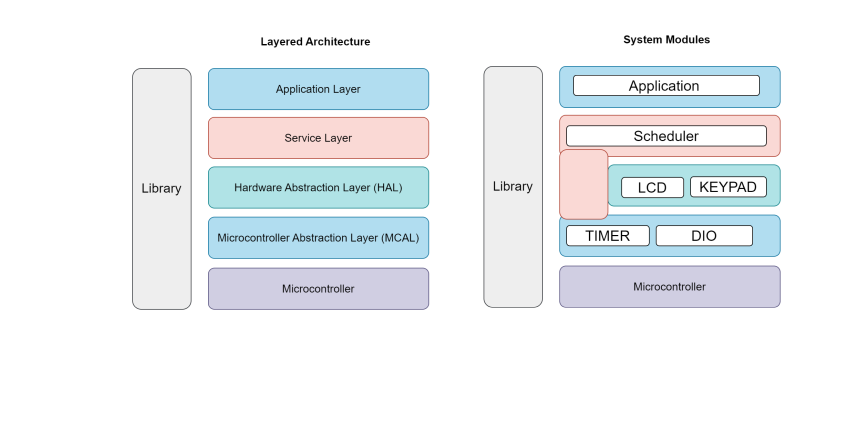 Layered Architecture
Library
Application Layer
Service Layer
Hardware Abstraction Layer (HAL)
Microcontroller Abstraction Layer (MCAL)
Microcontroller
System Modules
Library
Application
Scheduler
LCD
KEYPAD
TIMER
DIO
Microcontroller